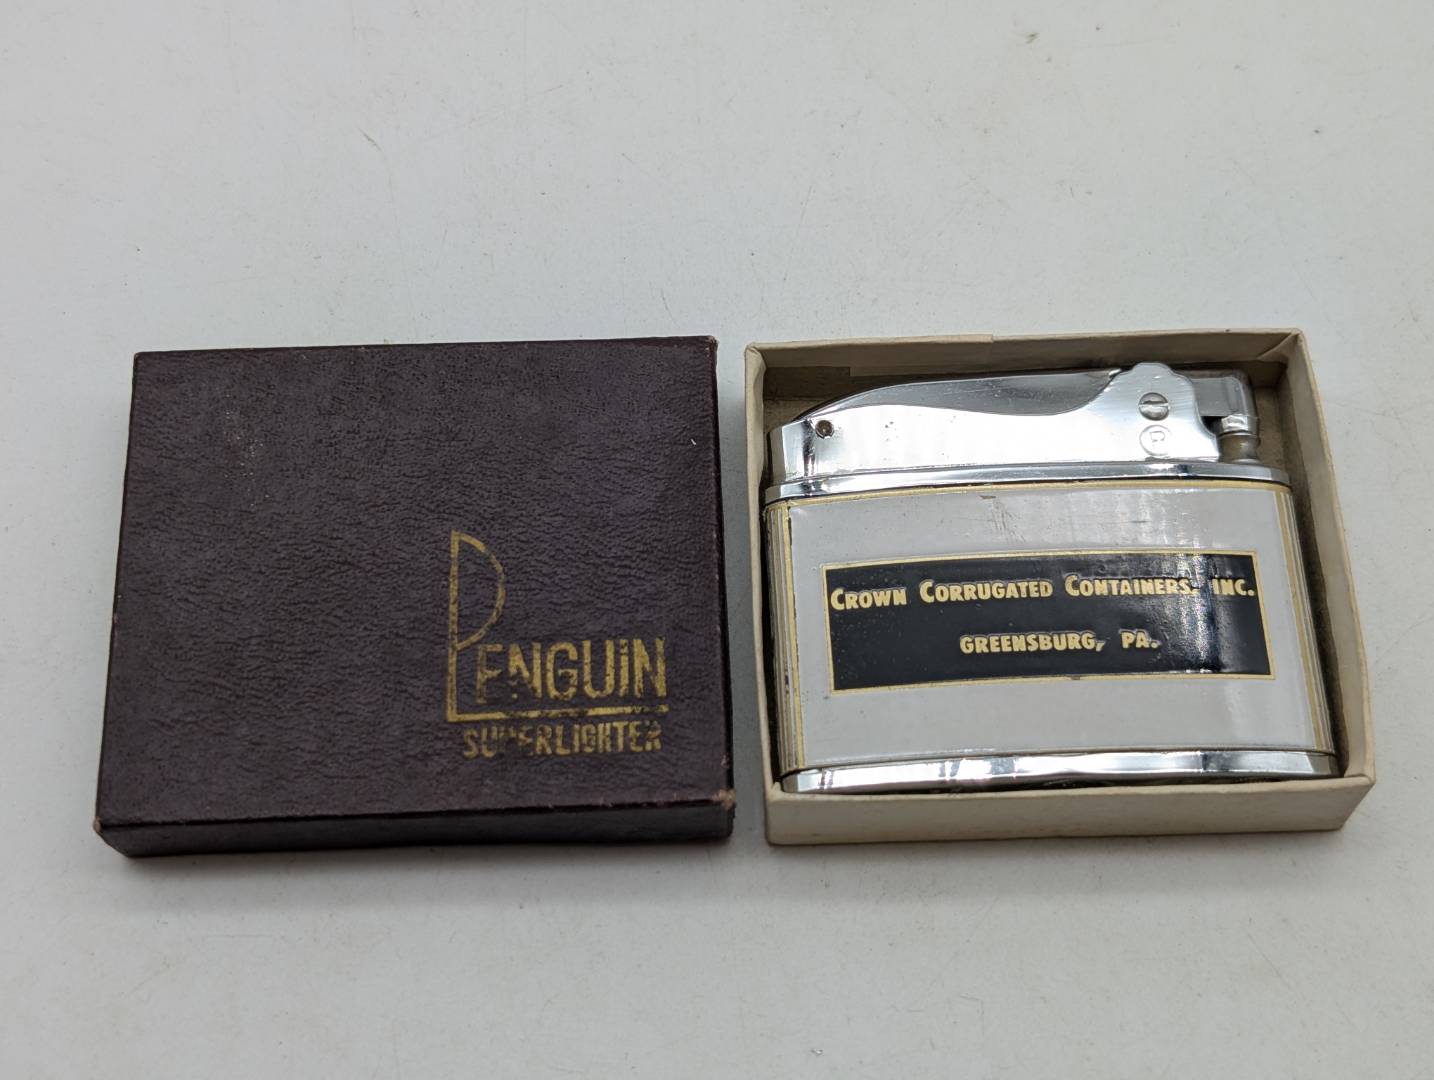 PENGUiN
SUPERLIGHTER
CROWN CORRUGATED CONTAINERS, INC.
GREENSBURG, PA.